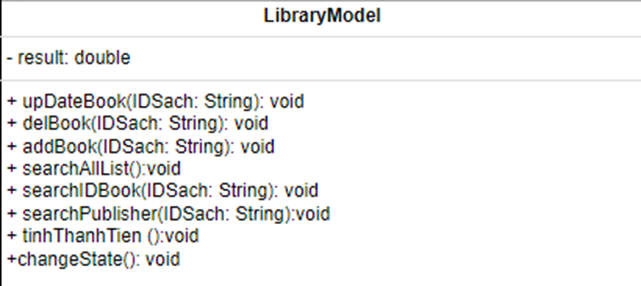 LibraryModel
- result: double
+ upDateBook(IDSach: String): void
+ delBook(IDSach: String): void
+ addBook(IDSach: String): void
+ searchAllList():void
+ searchIDBook(IDSach: String): void
+ searchPublisher(IDSach: String):void
+ tinhThanhTien ():void
+changeState(): void